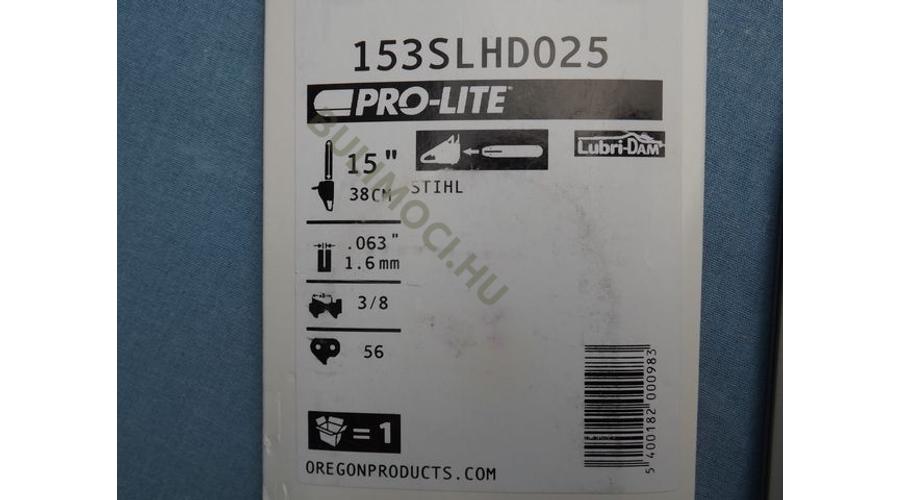 153SLHD025
PRO-LITE
15"
38CM
STIHL
Lubri-DAM
.063"
1.6mm
3/8
56
=1
OREGONPRODUCTS.COM
5 400182 000983
BUHMOCI.HU